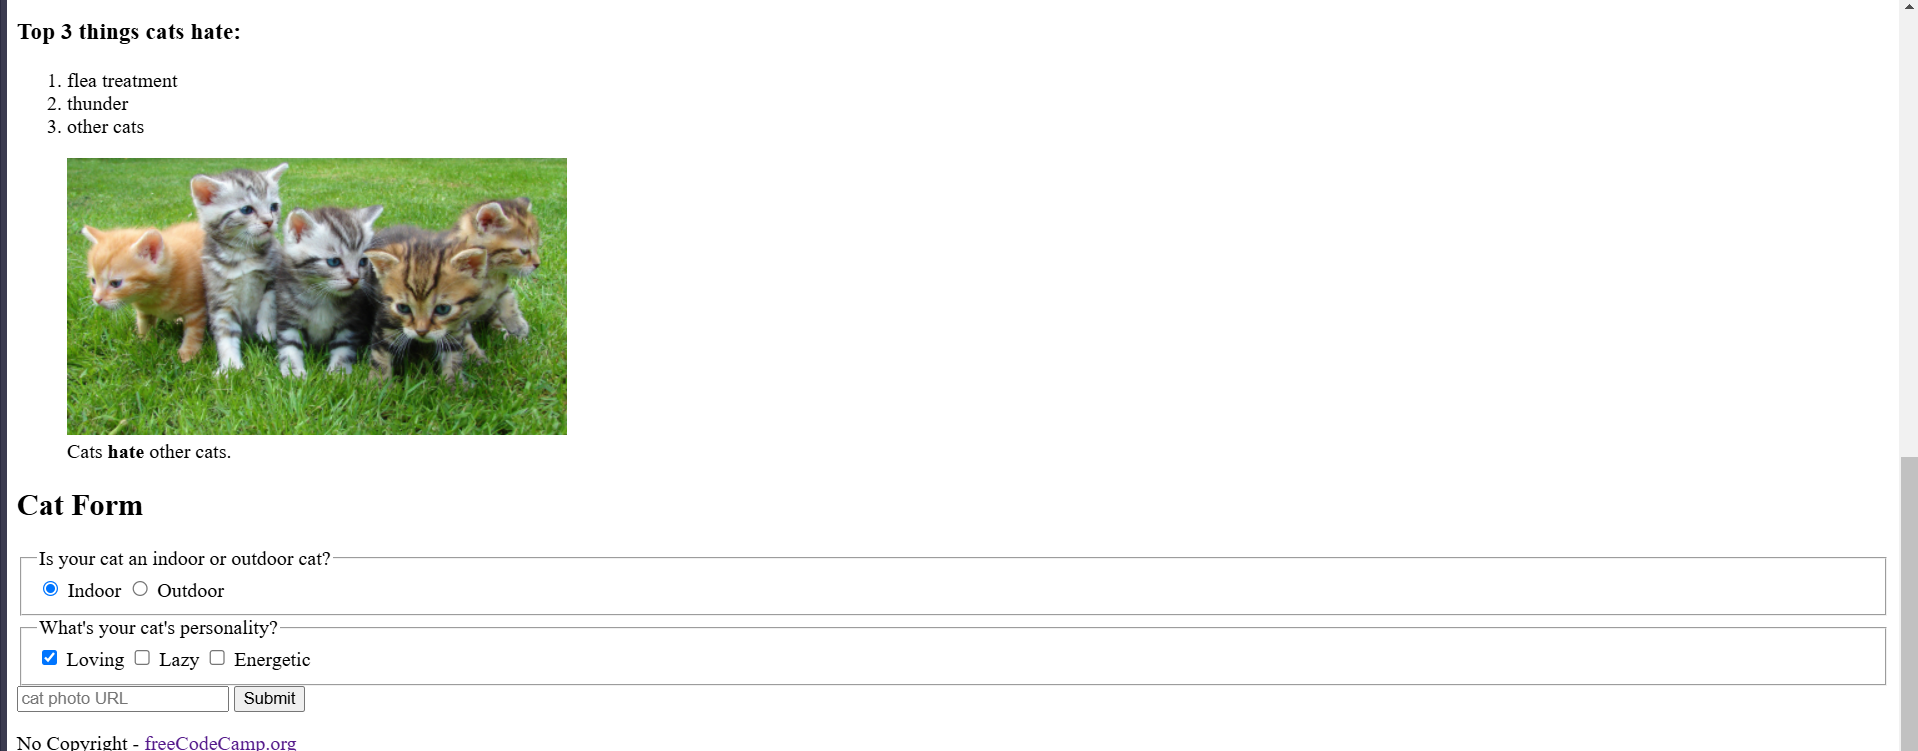 Top 3 things cats hate:
1. flea treatment
2. thunder
3. other cats
Cats hate other cats.
Cat Form
Is your cat an indoor or outdoor cat?
Indoor Outdoor
What's your cat's personality?
Loving Lazy Energetic
cat photo URL Submit
No Copyright - freeCodeCamp.org